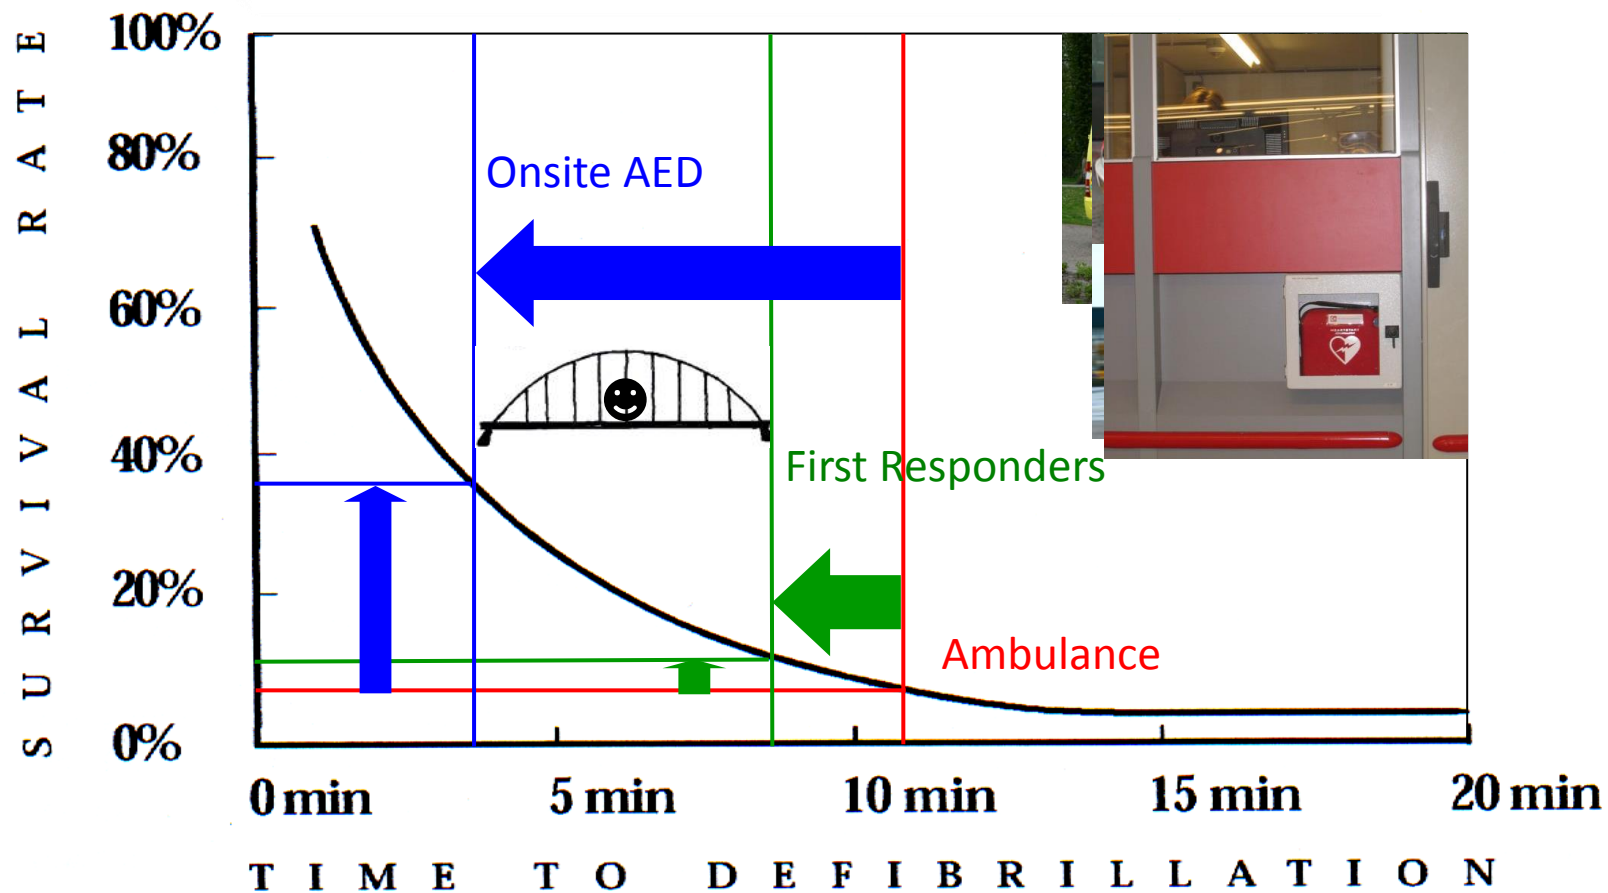 SURVIVAL RATE
100%
80%
60%
40%
20%
0%
Onsite AED
First Responders
Ambulance
0 min
5 min
10 min
15 min
20 min
TIME TO DEFIBRILLATION